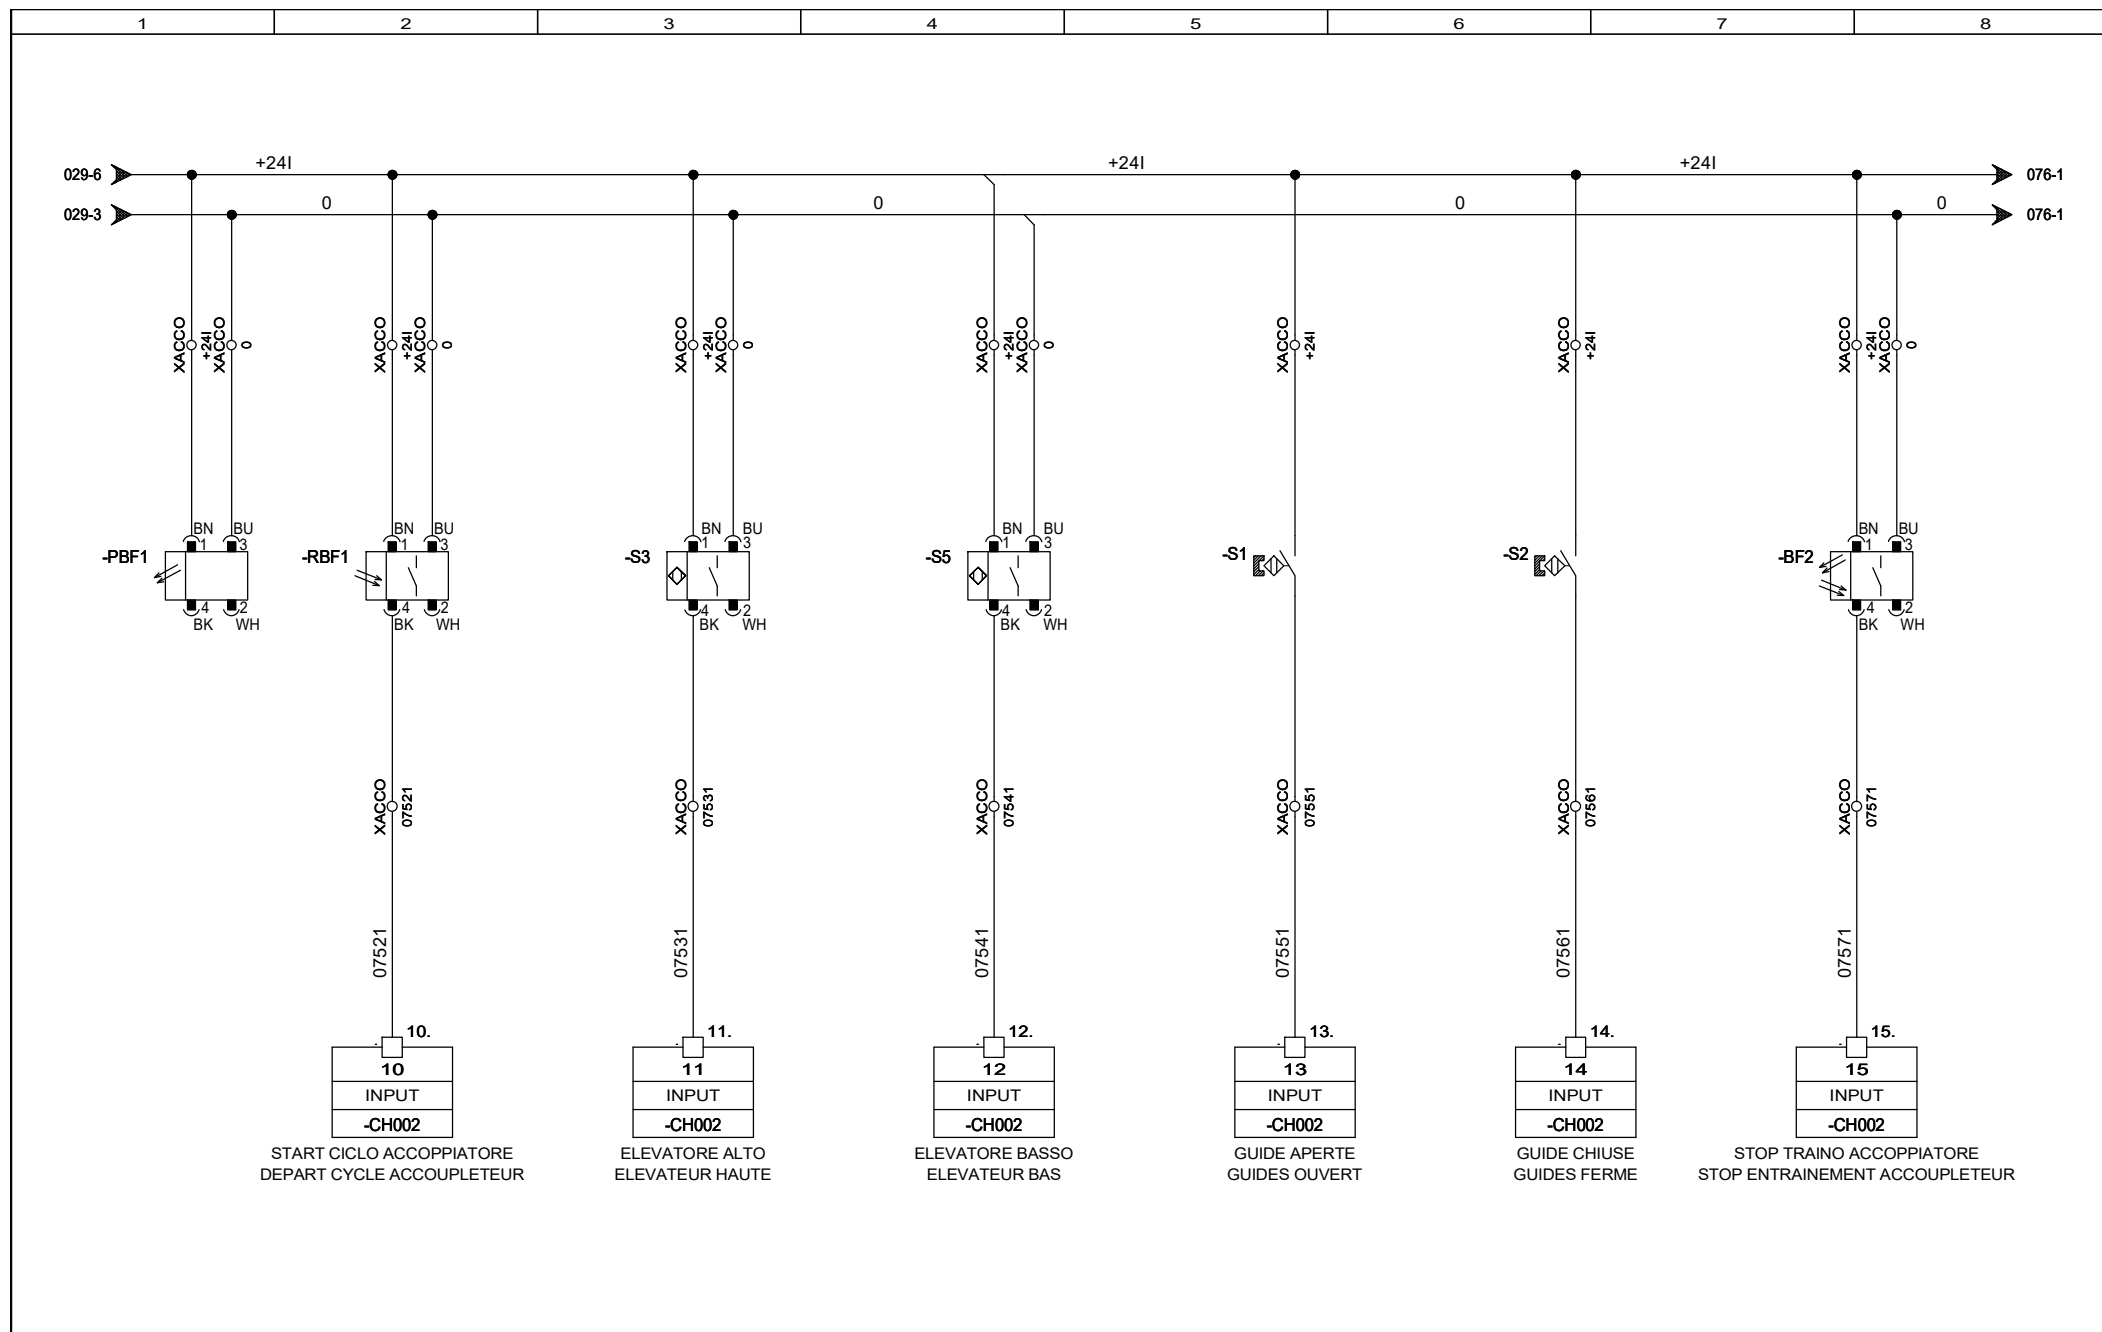 1 2 3 4 5 6 7 8
+24I +24I +24I
029-6 076-1
0 0 0 0
029-3 076-1
XACCO +24I XACCO 0 XACCO +24I XACCO 0 XACCO +24I XACCO 0 XACCO +24I XACCO 0 XACCO +24I XACCO +24I XACCO +24I XACCO 0
BN BU BN BU BN BU BN BU BN BU
1 3 1 3 1 3 1 3 1 3
-PBF1 -RBF1 -S3 -S5 -S1 -S2 -BF2
4 2 4 2 4 2 4 2 4 2
BK WH BK WH BK WH BK WH BK WH
XACCO 07521 XACCO 07531 XACCO 07541 XACCO 07551 XACCO 07561 XACCO 07571
07521 07531 07541 07551 07561 07571
10. 11. 12. 13. 14. 15.
10 11 12 13 14 15
INPUT INPUT INPUT INPUT INPUT INPUT
-CH002 -CH002 -CH002 -CH002 -CH002 -CH002
START CICLO ACCOPPIATORE ELEVATORE ALTO ELEVATORE BASSO GUIDE APERTE GUIDE CHIUSE STOP TRAINO ACCOPPIATORE
DEPART CYCLE ACCOUPLETEUR ELEVATEUR HAUTE ELEVATEUR BAS GUIDES OUVERT GUIDES FERME STOP ENTRAINEMENT ACCOUPLETEUR